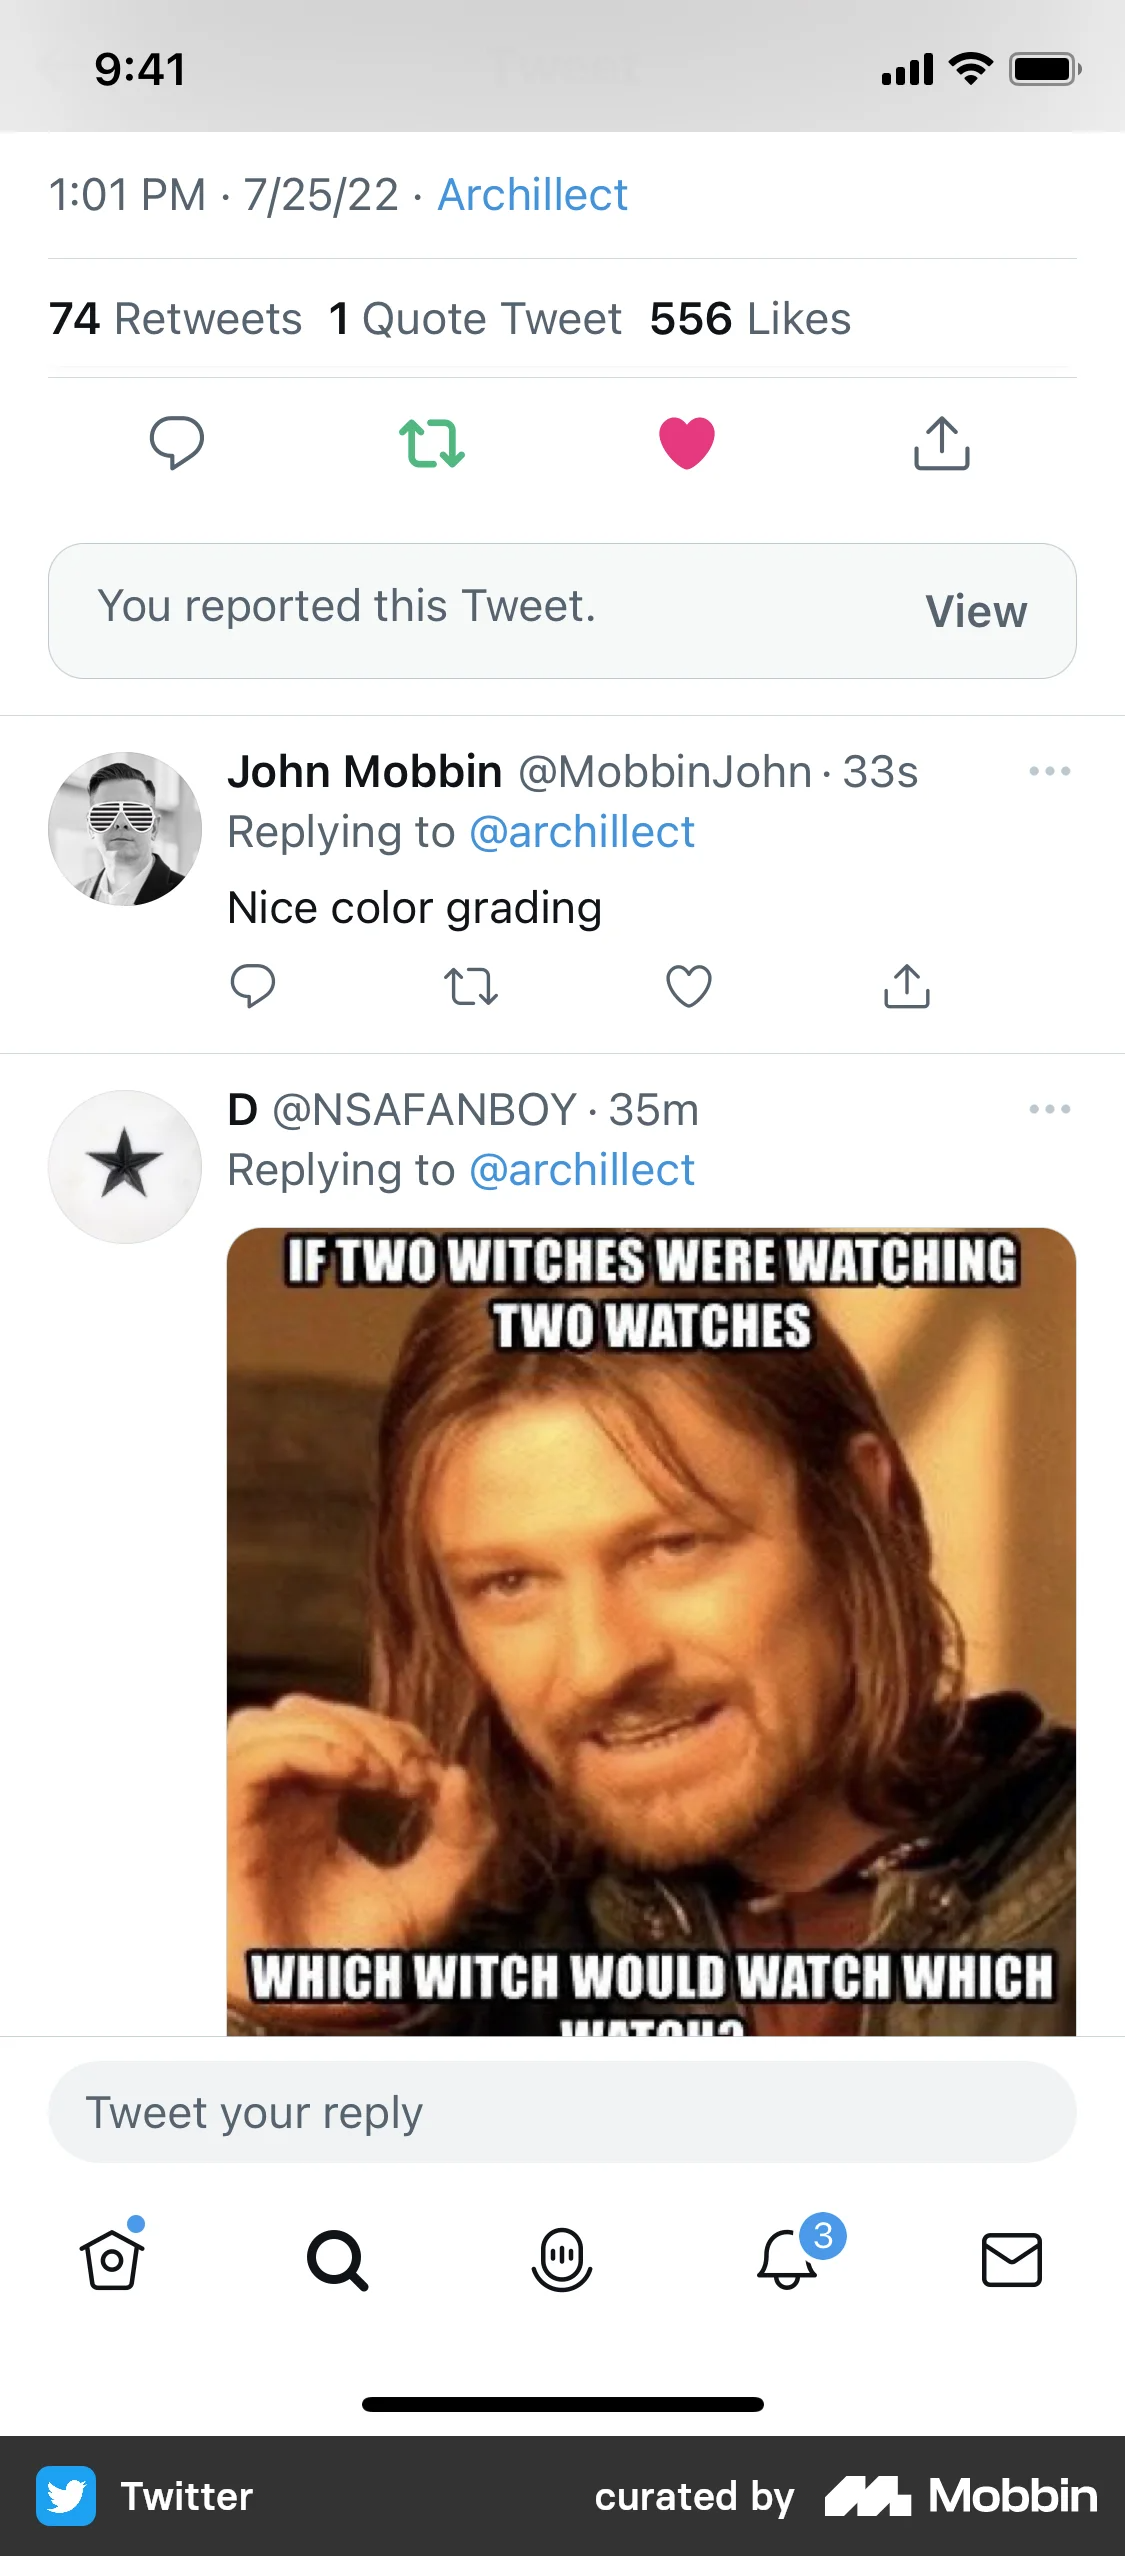 9:41
1:01 PM · 7/25/22 · Archillect
74 Retweets 1 Quote Tweet 556 Likes
You reported this Tweet.
View
John Mobbin @MobbinJohn · 33s
Replying to @archillect
Nice color grading
D @NSAFANBOY · 35m
Replying to @archillect
IF TWO WITCHES WERE WATCHING
TWO WATCHES
WHICH WITCH WOULD WATCH WHICH
WATCH?
Tweet your reply
3
Twitter
curated by Mobbin